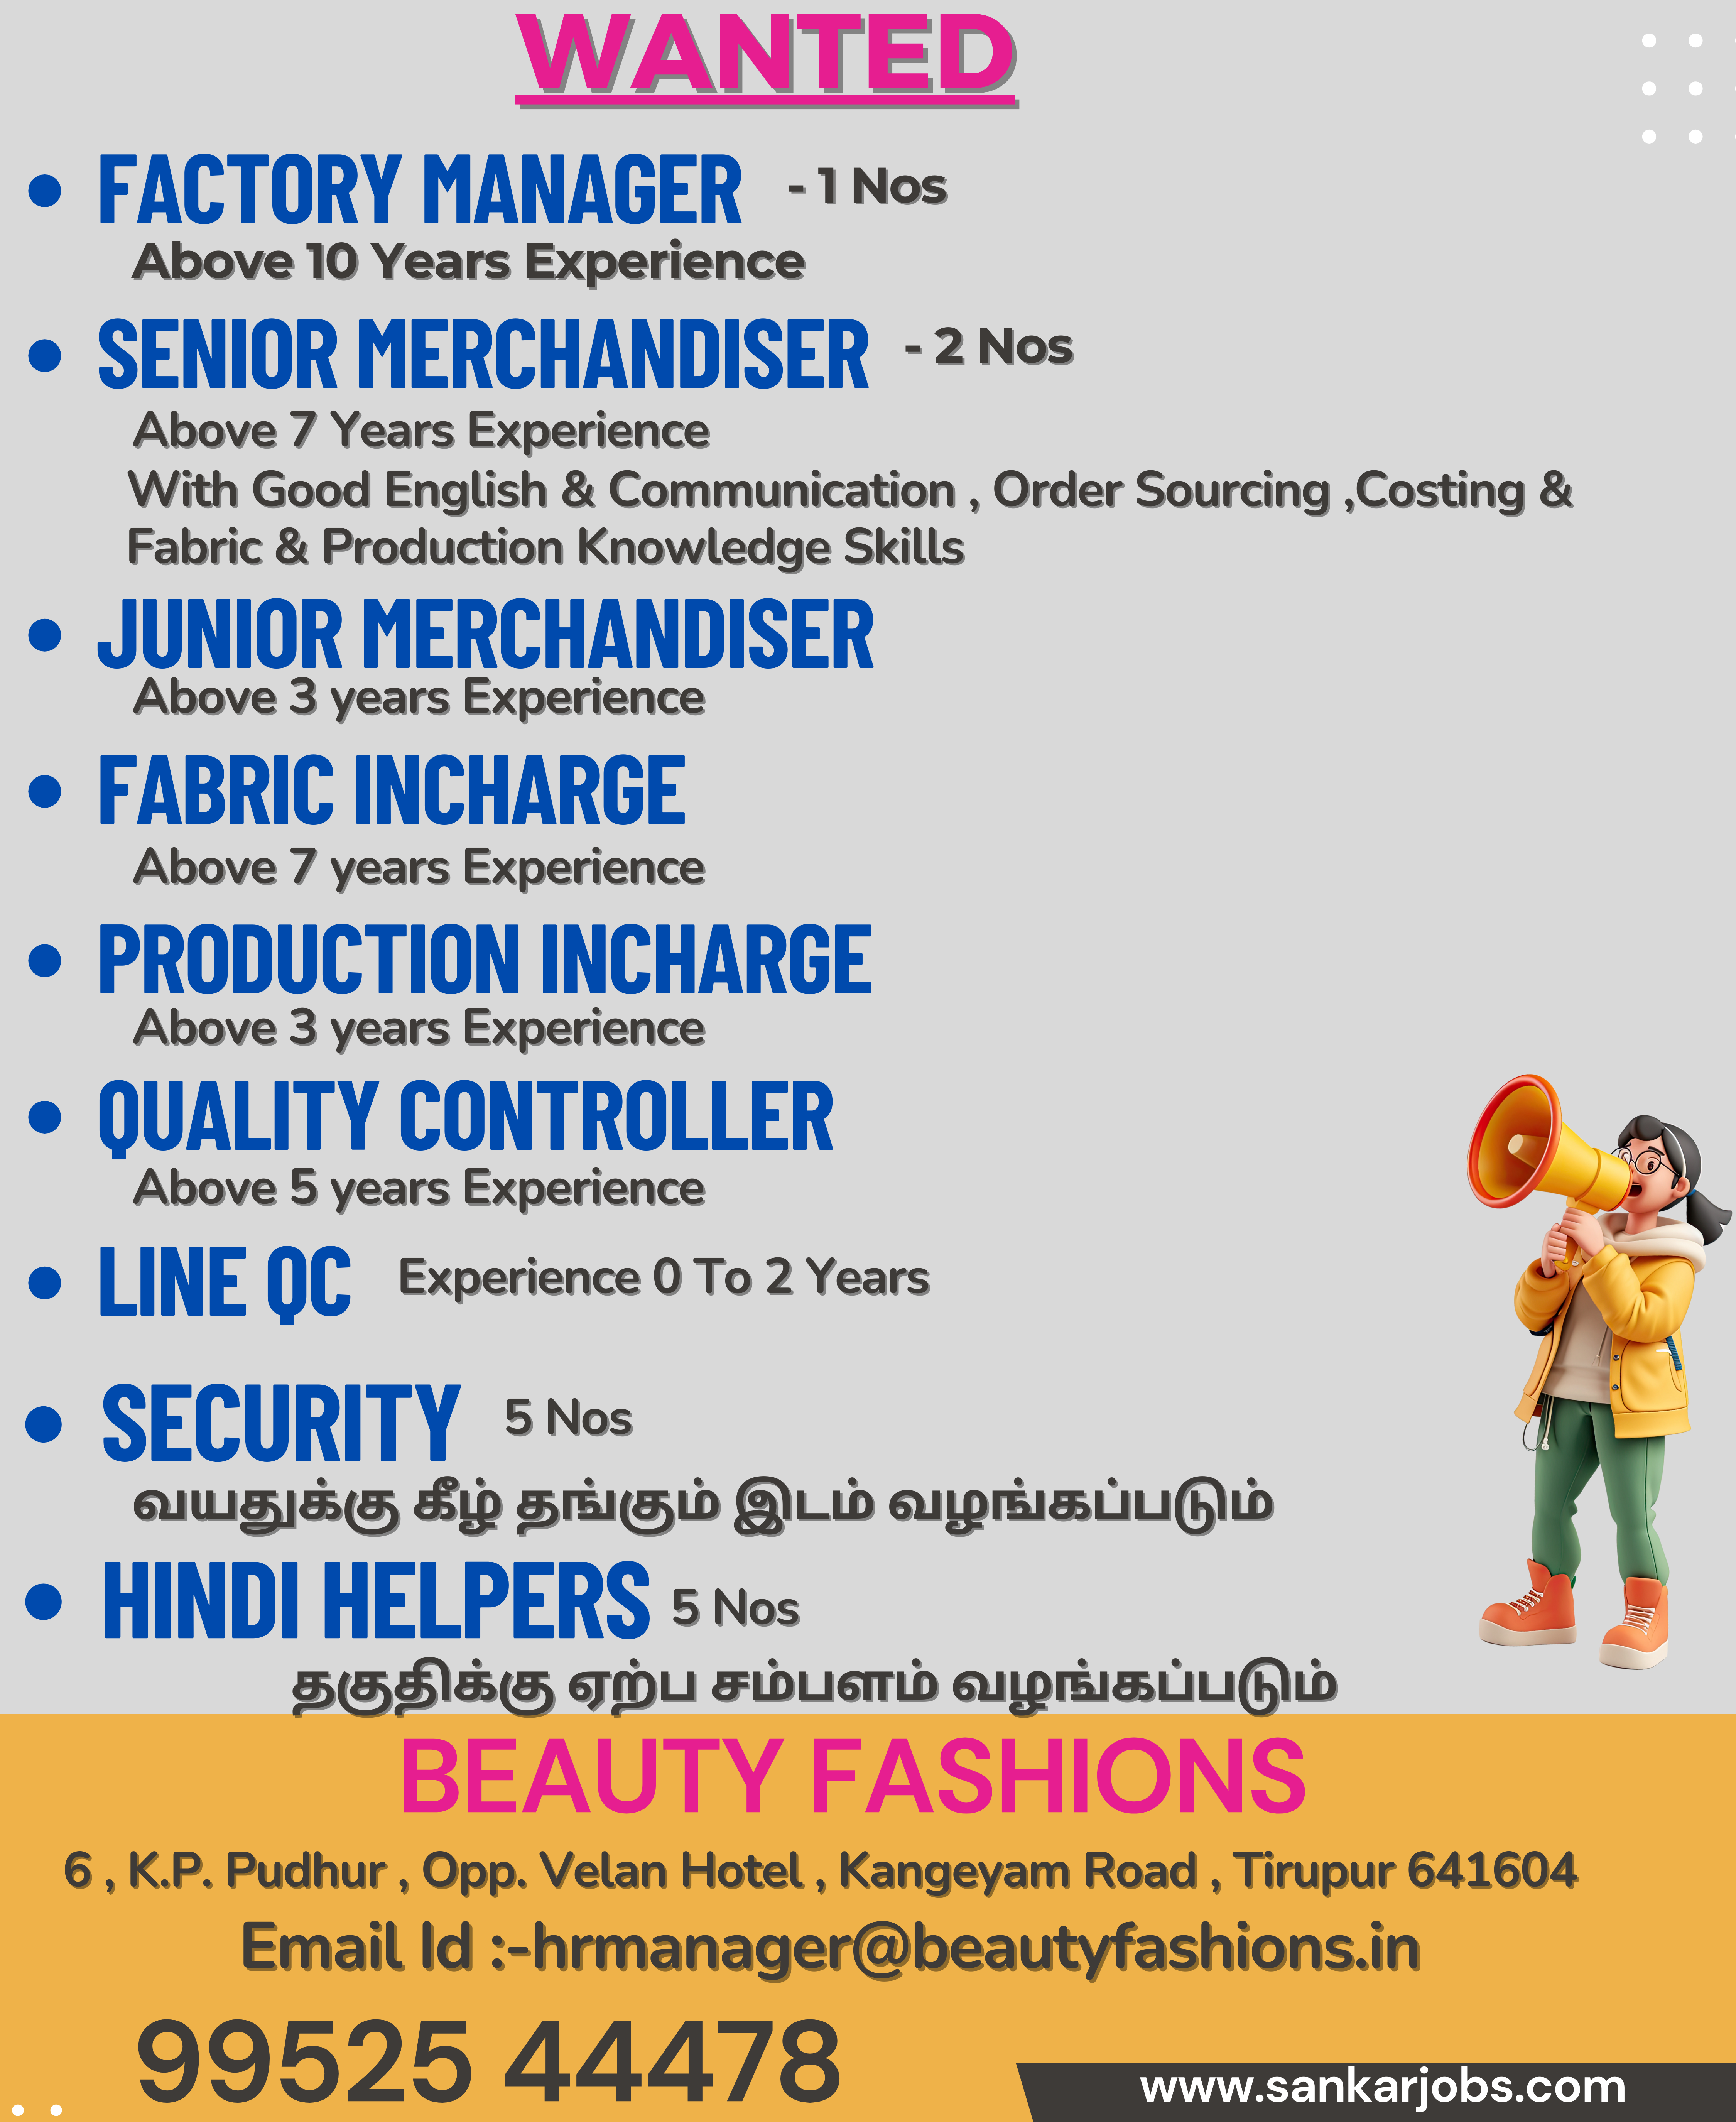 WANTED
• FACTORY MANAGER - 1 Nos
Above 10 Years Experience
• SENIOR MERCHANDISER - 2 Nos
Above 7 Years Experience
With Good English & Communication , Order Sourcing ,Costing &
Fabric & Production Knowledge Skills
• JUNIOR MERCHANDISER
Above 3 years Experience
• FABRIC INCHARGE
Above 7 years Experience
• PRODUCTION INCHARGE
Above 3 years Experience
• QUALITY CONTROLLER
Above 5 years Experience
• LINE QC Experience 0 To 2 Years
• SECURITY 5 Nos
வயதுக்கு கீழ் தங்கும் இடம் வழங்கப்படும்
• HINDI HELPERS 5 Nos
தகுதிக்கு ஏற்ப சம்பளம் வழங்கப்படும்
BEAUTY FASHIONS
6 , K.P. Pudhur , Opp. Velan Hotel , Kangeyam Road , Tirupur 641604
Email Id :-hrmanager@beautyfashions.in
99525 44478
www.sankarjobs.com